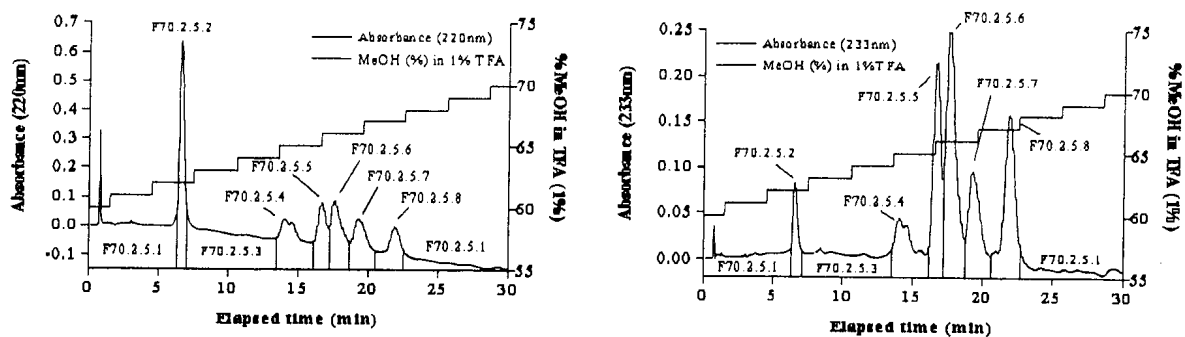 F70.2.5.2
0.7
0.6
0.5
0.4
0.3
0.2
0.1
0.0
-0.1
Absorbance (220nm)
Absorbance (220nm)
MeOH (%) in 1% TFA
75
70
65
60
55
%MeOH in TFA (1%)
F70.2.5.5
F70.2.5.6
F70.2.5.4
F70.2.5.7
F70.2.5.8
F70.2.5.1
F70.2.5.3
F70.2.5.1
0 5 10 15 20 25 30
Elapsed time (min)
F70.2.5.6
0.25
0.20
0.15
0.10
0.05
0.00
Absorbance (233nm)
Absorbance (233nm)
MeOH (%) in 1%TFA
75
70
65
60
55
%MeOH in TFA (1%)
F70.2.5.5
F70.2.5.7
F70.2.5.2
F70.2.5.8
F70.2.5.4
F70.2.5.1
F70.2.5.3
F70.2.5.1
0 5 10 15 20 25 30
Elapsed time (min)